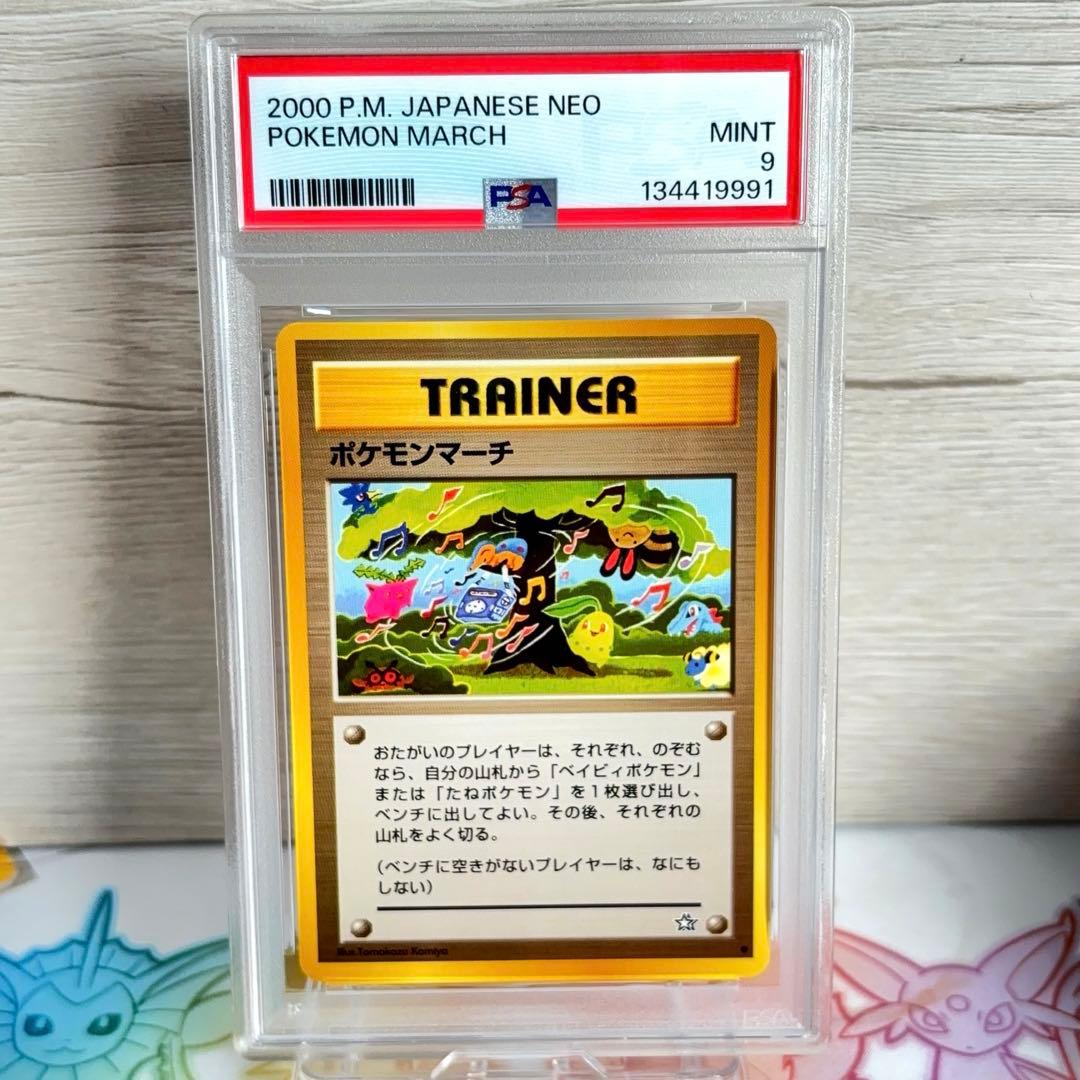 2000 P.M. JAPANESE NEO
POKEMON MARCH
MINT
9
PSA
134419991
TRAINER
ポケモンマーチ
おたがいのプレイヤーは、それぞれ、のぞむ
なら、自分の山札から「ベイビィポケモン」
または「たねポケモン」を1枚選び出し、
ベンチに出してよい。その後、それぞれの
山札をよく切る。
(ベンチに空きがないプレイヤーは、なにも
しない)
Illus.Tomokazu Komiya
PSA